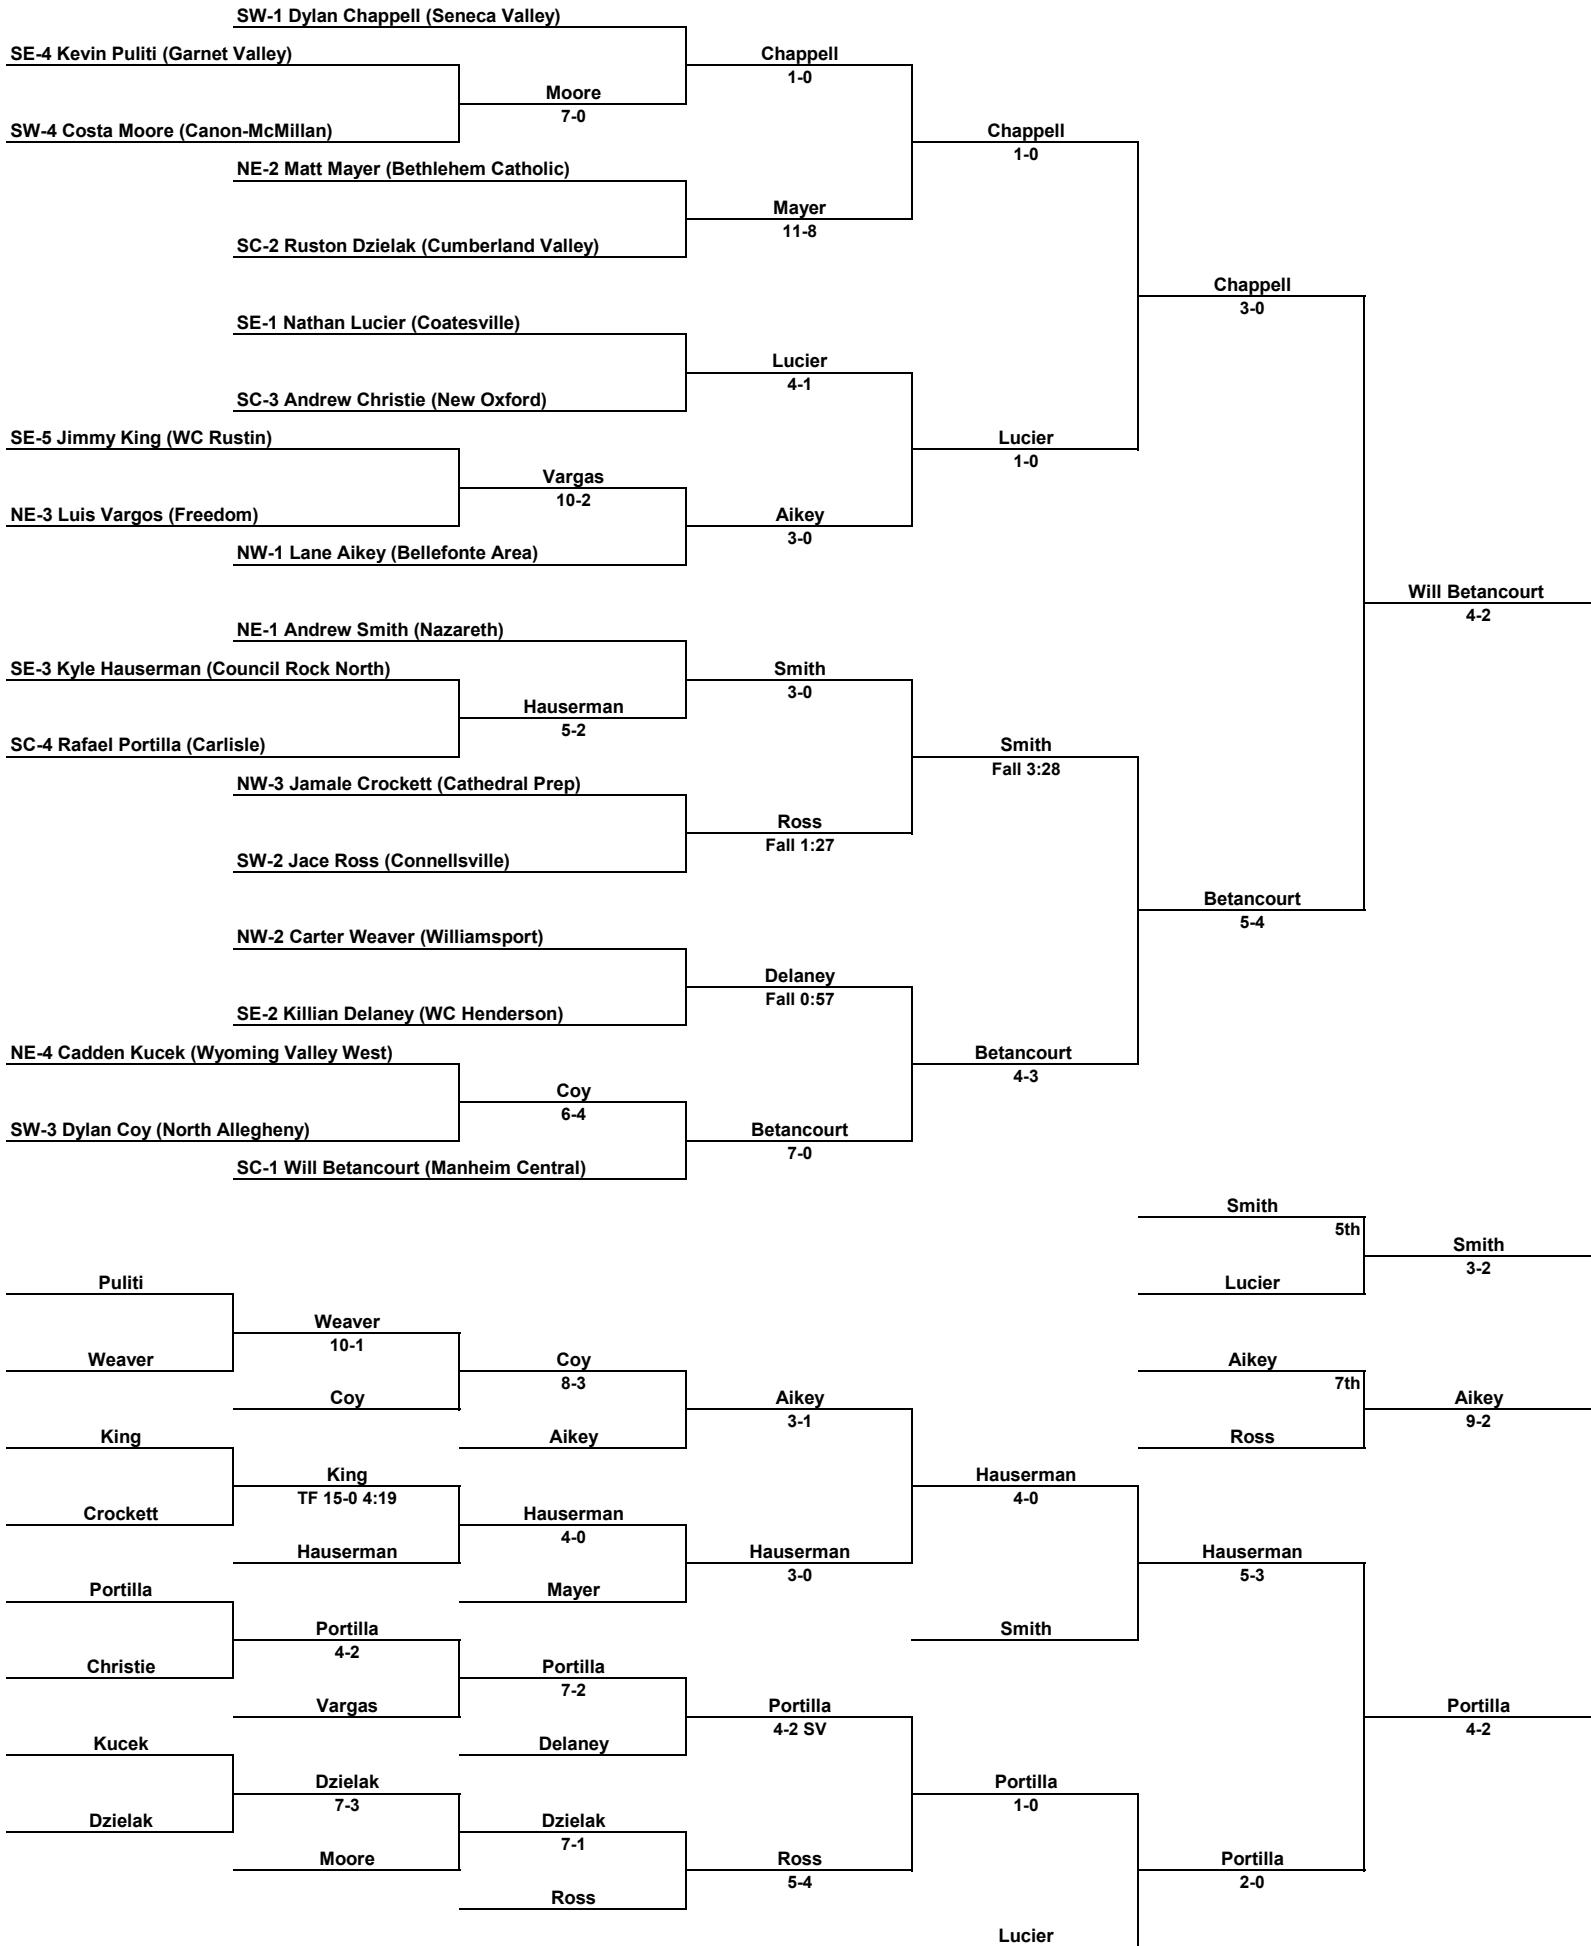 SW-1 Dylan Chappell (Seneca Valley)
SE-4 Kevin Puliti (Garnet Valley)
Chappell
1-0
Moore
7-0
SW-4 Costa Moore (Canon-McMillan)
Chappell
1-0
NE-2 Matt Mayer (Bethlehem Catholic)
Mayer
11-8
SC-2 Ruston Dzielak (Cumberland Valley)
Chappell
3-0
SE-1 Nathan Lucier (Coatesville)
Lucier
4-1
SC-3 Andrew Christie (New Oxford)
SE-5 Jimmy King (WC Rustin)
Lucier
1-0
Vargas
10-2
NE-3 Luis Vargos (Freedom)
Aikey
3-0
NW-1 Lane Aikey (Bellefonte Area)
Will Betancourt
4-2
NE-1 Andrew Smith (Nazareth)
SE-3 Kyle Hauserman (Council Rock North)
Smith
3-0
Hauserman
5-2
SC-4 Rafael Portilla (Carlisle)
Smith
Fall 3:28
NW-3 Jamale Crockett (Cathedral Prep)
Ross
Fall 1:27
SW-2 Jace Ross (Connellsville)
Betancourt
5-4
NW-2 Carter Weaver (Williamsport)
Delaney
Fall 0:57
SE-2 Killian Delaney (WC Henderson)
NE-4 Cadden Kucek (Wyoming Valley West)
Betancourt
4-3
Coy
6-4
SW-3 Dylan Coy (North Allegheny)
Betancourt
7-0
SC-1 Will Betancourt (Manheim Central)
Smith
5th
Smith
3-2
Puliti
Lucier
Weaver
10-1
Weaver
Coy
8-3
Aikey
7th
Coy
Aikey
3-1
Aikey
9-2
King
Aikey
Ross
King
TF 15-0 4:19
Hauserman
4-0
Crockett
Hauserman
4-0
Hauserman
Hauserman
3-0
Hauserman
5-3
Portilla
Mayer
Portilla
4-2
Smith
Christie
Portilla
7-2
Vargas
Portilla
4-2 SV
Portilla
4-2
Kucek
Delaney
Dzielak
7-3
Portilla
1-0
Dzielak
Dzielak
7-1
Moore
Ross
5-4
Portilla
2-0
Ross
Lucier